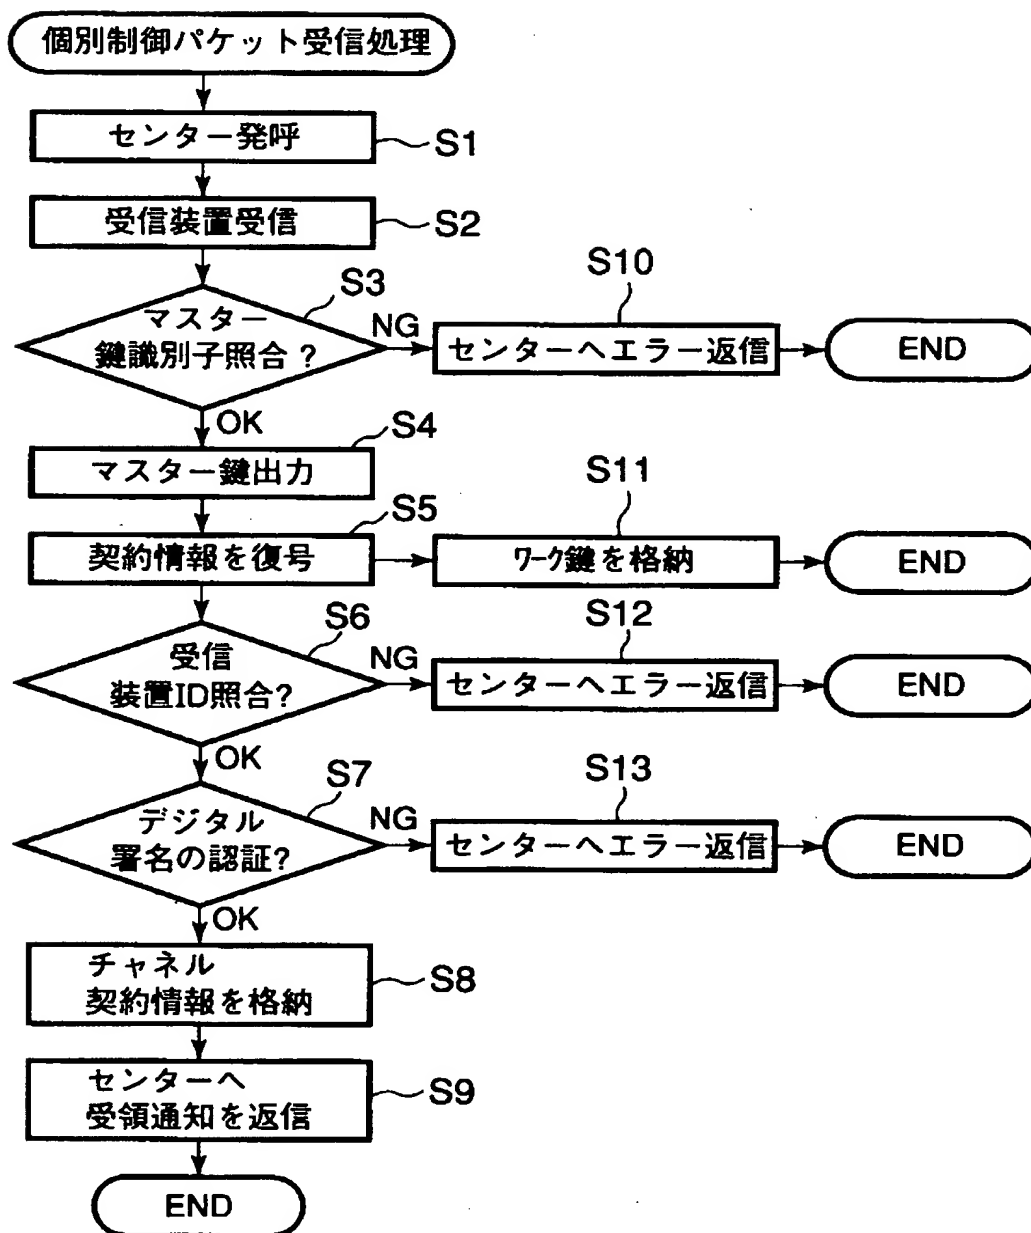 個別制御パケット受信処理
センター発呼
S1
受信装置受信
S2
S3
マスター
鍵識別子照合?
NG
S10
センターへエラー返信
END
OK
S4
マスター鍵出力
S5
契約情報を復号
S11
ワーク鍵を格納
END
S6
受信
装置ID照合?
NG
S12
センターへエラー返信
END
OK
S7
デジタル
署名の認証?
NG
S13
センターへエラー返信
END
OK
チャネル
契約情報を格納
S8
センターへ
受領通知を返信
S9
END